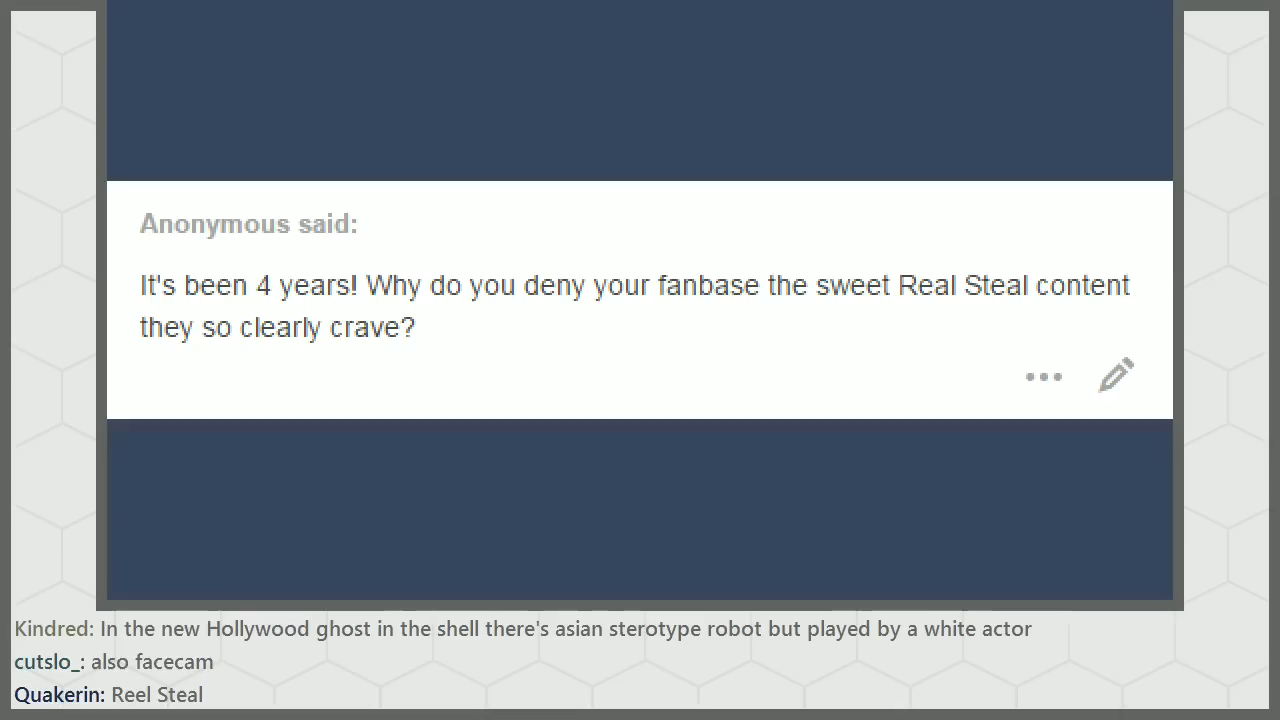 Anonymous said:
It's been 4 years! Why do you deny your fanbase the sweet Real Steal content
they so clearly crave?
Kindred: In the new Hollywood ghost in the shell there's asian sterotype robot but played by a white actor
cutslo_: also facecam
Quakerin: Reel Steal